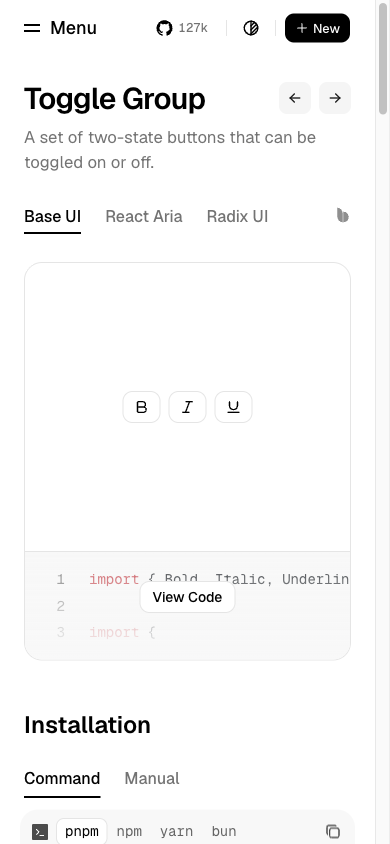 Menu
127k
New
Toggle Group
A set of two-state buttons that can be
toggled on or off.
Base UI
React Aria
Radix UI
B
I
U
1 import { Bold, Italic, Underlin
2
View Code
3 import {
Installation
Command
Manual
pnpm
npm
yarn
bun